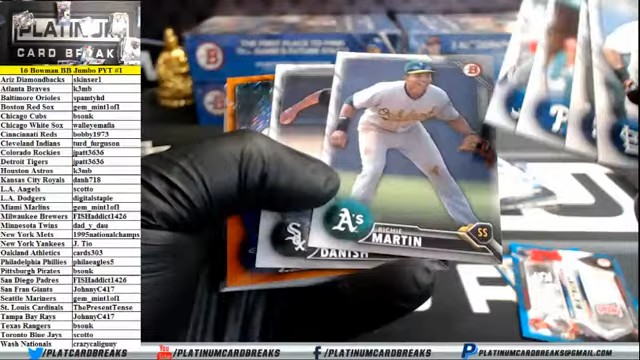 PLATINUM
CARD BREAKS
16 Bowman BB Jumbo PYT #1
Ariz Diamondbacks skinser1
Atlanta Braves k3mb
Baltimore Orioles spamtyhd
Boston Red Sox gem_mint1of1
Chicago Cubs bsonk
Chicago White Sox walleymafia
Cincinnati Reds bobby1973
Cleveland Indians turd_furguson
Colorado Rockies jpatt3636
Detroit Tigers jpatt3636
Houston Astros k3mb
Kansas City Royals danh718
L.A. Angels scotto
L.A. Dodgers digitalstaple
Miami Marlins gem_mint1of1
Milwaukee Brewers FISHaddict1426
Minnesota Twins dad_y_dau
New York Mets 1995nationalchamps
New York Yankees J. Tio
Oakland Athletics cards303
Philadelphia Phillies philaeagles5
Pittsburgh Pirates bsonk
San Diego Padres FISHaddict1426
San Fran Giants JohnnyC417
Seattle Mariners gem_mint1of1
St. Louis Cardinals ThePresentTense
Tampa Bay Rays JohnnyC417
Texas Rangers bsonk
Toronto Blue Jays scotto
Wash Nationals crazycaliguy
A's
RICHIE
MARTIN
SS
DANISH
@PLATCARDBREAKS
PLATINUMCARDBREAKS
PLATINUMCARDBREAKS@GMAIL.COM